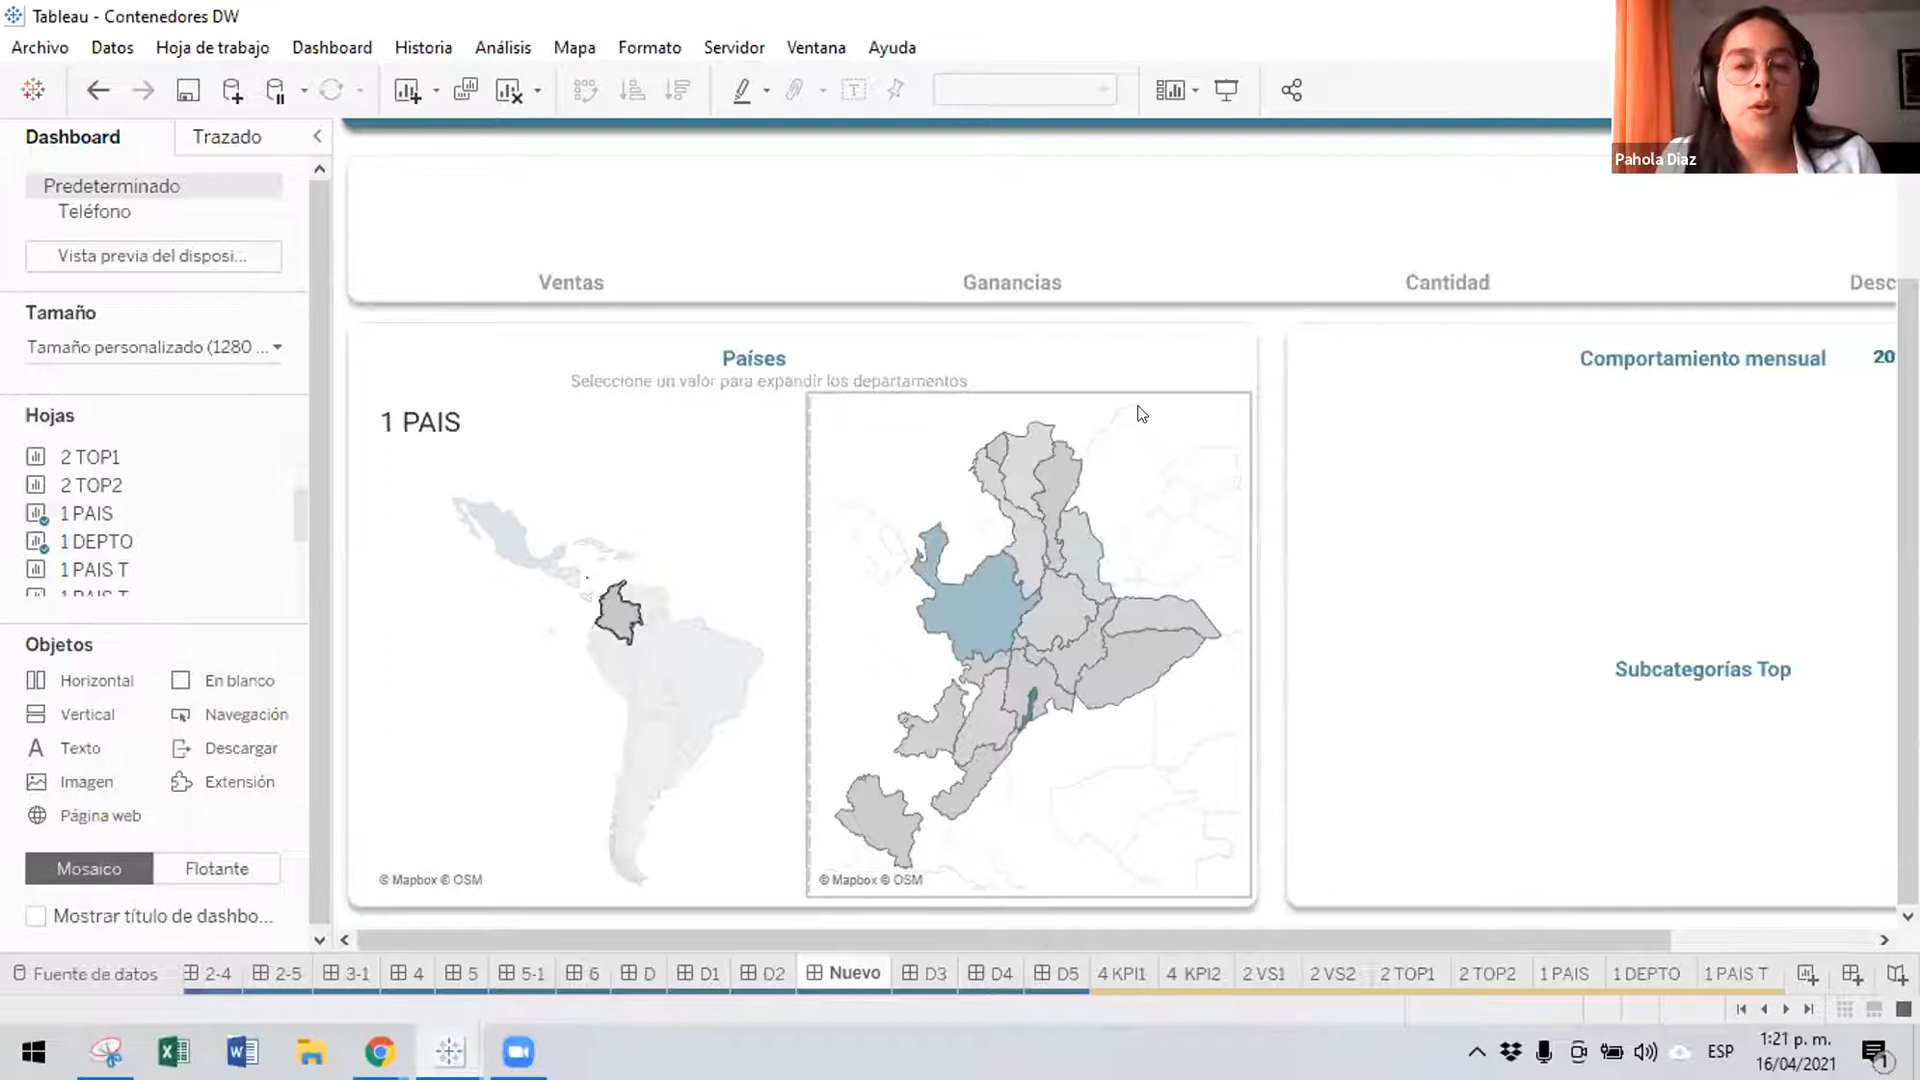 Tableau - Contenedores DW
Archivo Datos Hoja de trabajo Dashboard Historia Análisis Mapa Formato Servidor Ventana Ayuda
Pahola Diaz
Dashboard Trazado
Predeterminado
Teléfono
Vista previa del disposi...
Tamaño
Tamaño personalizado (1280 ...
Hojas
2 TOP1
2 TOP2
1 PAIS
1 DEPTO
1 PAIS T
1 PAIS T
Objetos
Horizontal En blanco
Vertical Navegación
Texto Descargar
Imagen Extensión
Página web
Mosaico Flotante
Mostrar título de dashbo...
Ventas Ganancias Cantidad Desc
Países
Seleccione un valor para expandir los departamentos
1 PAIS
© Mapbox © OSM
© Mapbox © OSM
Comportamiento mensual 20
Subcategorías Top
Fuente de datos 2-4 2-5 3-1 4 5 5-1 6 D D1 D2 Nuevo D3 D4 D5 4 KPI1 4 KPI2 2 VS1 2 VS2 2 TOP1 2 TOP2 1 PAIS 1 DEPTO 1 PAIS T
ESP
1:21 p. m.
16/04/2021
1